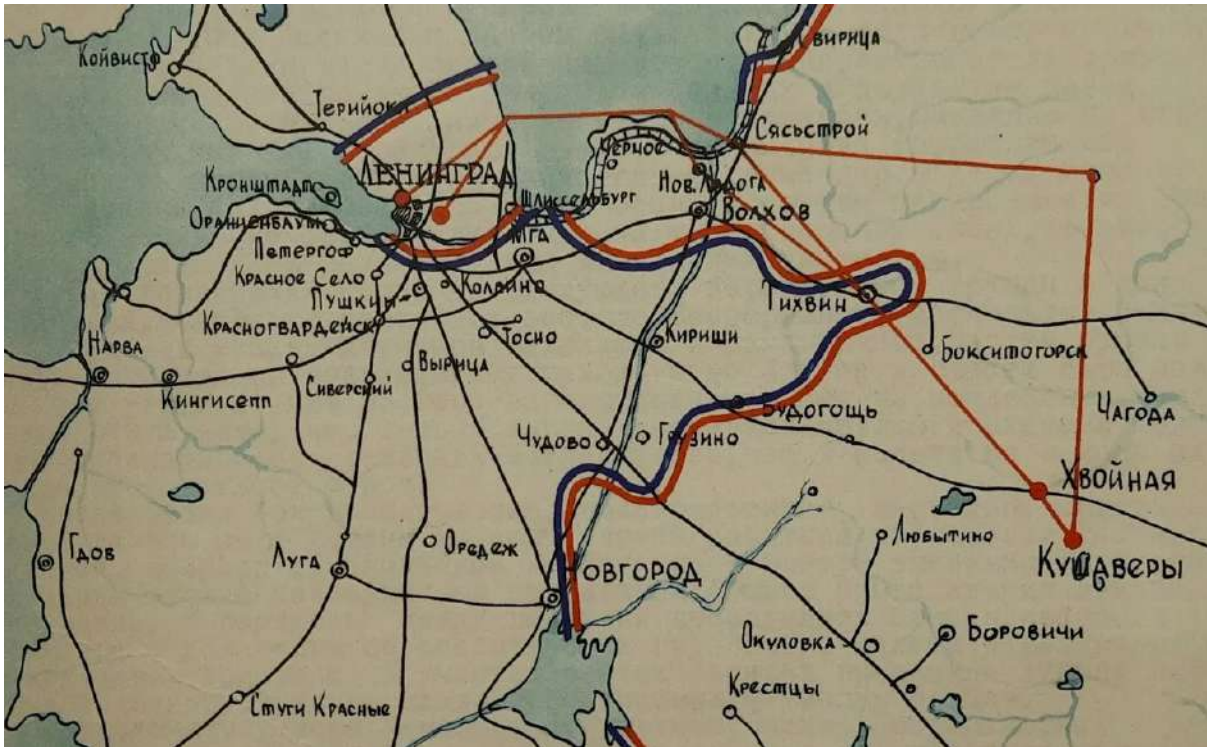 Койвисто
Терийоки
СВИРИЦА
Сясьстрой
ЛЕНИНГРАД
Черное
Кронштадт
Нов. Ладога
Шлиссельбург
Ораниенбаум
Волхов
Петергоф
МГА
Красное Село
Колпино
Пушкин
Тихвин
Красногвардейск
Тосно
Кириши
Нарва
Вырица
Бокситогорск
Сиверский
Кингисепп
Чагода
Будогощь
Чудово
Грузино
Хвойная
Любытино
Гдов
Луга
Оредеж
НОВГОРОД
Кушаверы
Окуловка
Боровичи
Крестцы
Струги Красные